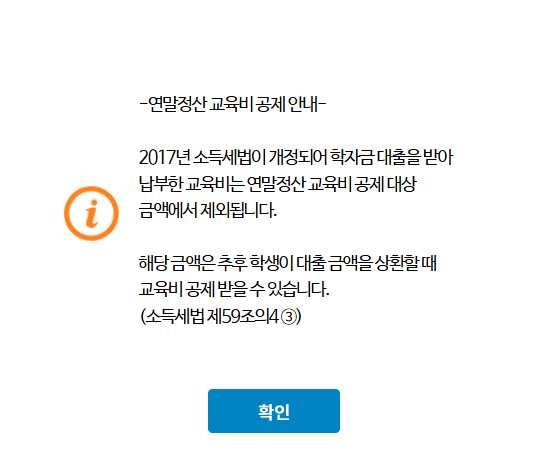 -연말정산 교육비 공제 안내-
2017년 소득세법이 개정되어 학자금 대출을 받아
납부한 교육비는 연말정산 교육비 공제 대상
금액에서 제외됩니다.
해당 금액은 추후 학생이 대출 금액을 상환할 때
교육비 공제 받을 수 있습니다.
(소득세법 제59조의4 ③)
확인